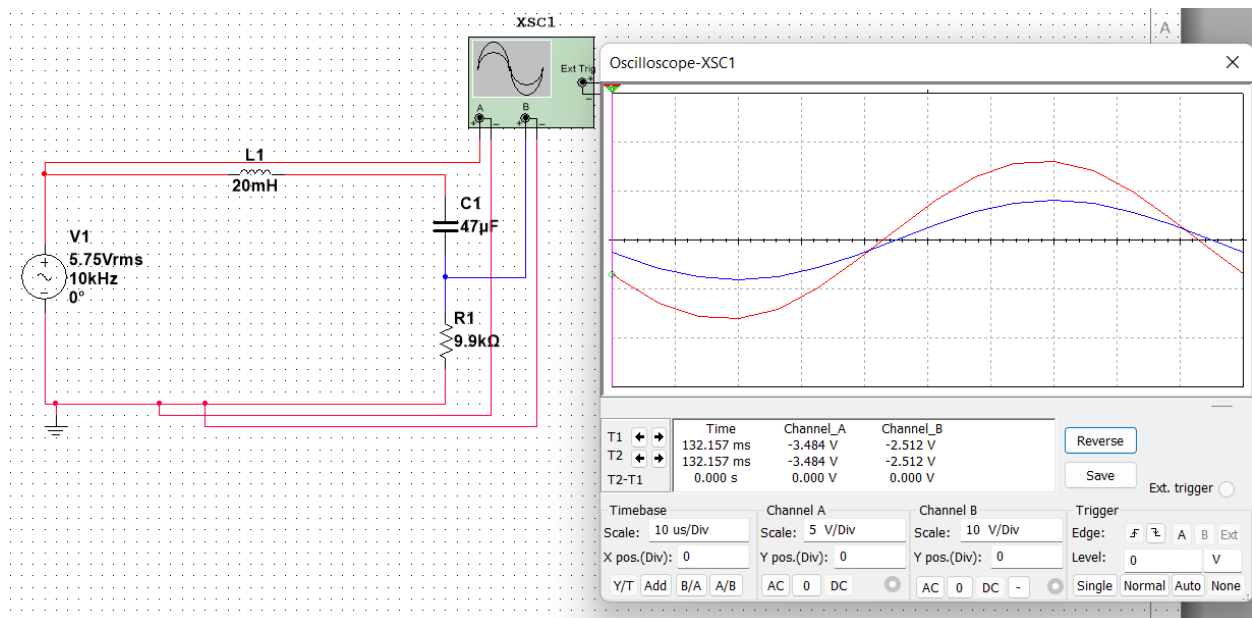 XSC1
A
Ext Trig
+
A
B
+
−
+
−
L1
20mH
C1
47µF
V1
5.75Vrms
10kHz
0°
R1
9.9kΩ
Oscilloscope-XSC1
Time Channel_A Channel_B
T1 132.157 ms -3.484 V -2.512 V
T2 132.157 ms -3.484 V -2.512 V
T2-T1 0.000 s 0.000 V 0.000 V
Reverse
Save
Ext. trigger
Timebase Channel A Channel B Trigger
Scale: 10 us/Div Scale: 5 V/Div Scale: 10 V/Div Edge: A B Ext
X pos.(Div): 0 Y pos.(Div): 0 Y pos.(Div): 0 Level: 0 V
Y/T Add B/A A/B AC 0 DC AC 0 DC - Single Normal Auto None